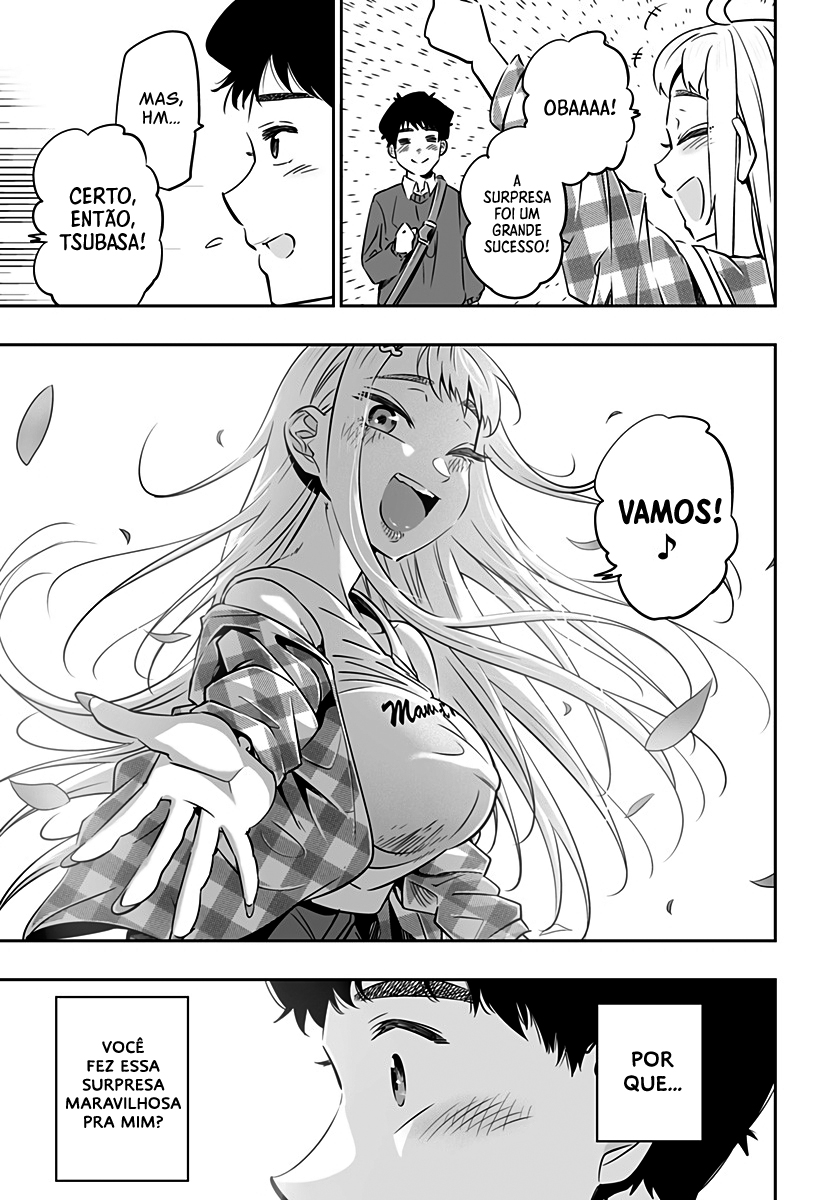 OBAAAA!
A
SURPRESA
FOI UM
GRANDE
SUCESSO!
MAS,
HM...
CERTO,
ENTÃO,
TSUBASA!
VAMOS!
♪
POR
QUE...
VOCÊ
FEZ ESSA
SURPRESA
MARAVILHOSA
PRA MIM?